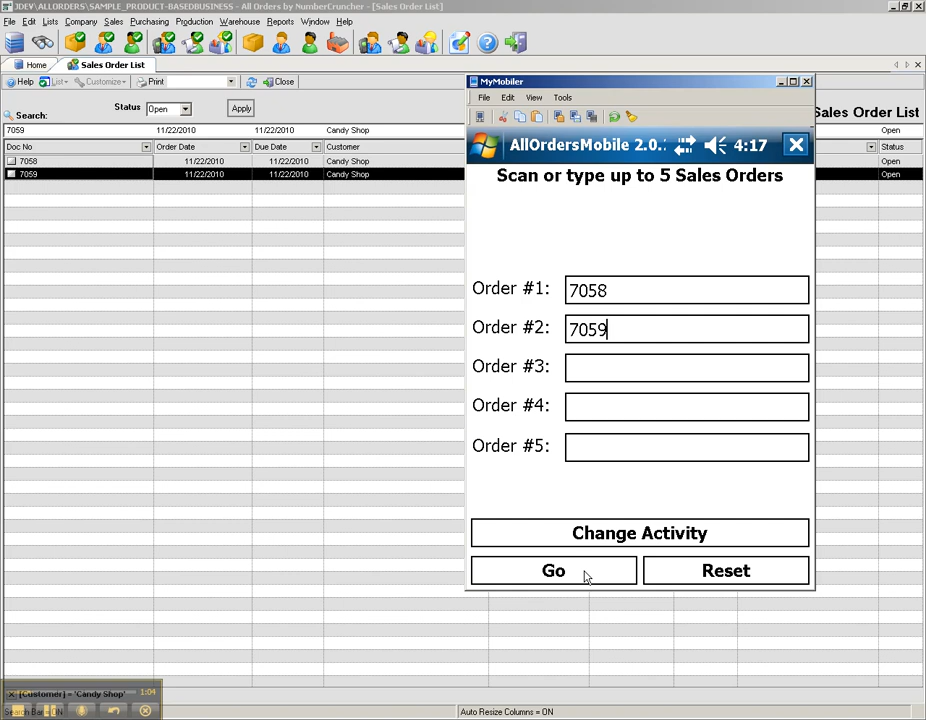 JDEV\ALLORDERS\SAMPLE_PRODUCT-BASEDBUSINESS - All Orders by NumberCruncher - [Sales Order List]
File Edit Lists Company Sales Purchasing Production Warehouse Reports Window Help
Home Sales Order List
Help List Customize Print Close
Search: Status Open Apply Sales Order List
7059 11/22/2010 11/22/2010 Candy Shop Open
Doc No Order Date Due Date Customer Status
7058 11/22/2010 11/22/2010 Candy Shop Open
7059 11/22/2010 11/22/2010 Candy Shop Open
MyMobiler
File Edit View Tools
AllOrdersMobile 2.0.: 4:17
Scan or type up to 5 Sales Orders
Order #1: 7058
Order #2: 7059
Order #3:
Order #4:
Order #5:
Change Activity
Go Reset
x [Customer] = 'Candy Shop' 1:04
Search Bar = ON Auto Resize Columns = ON